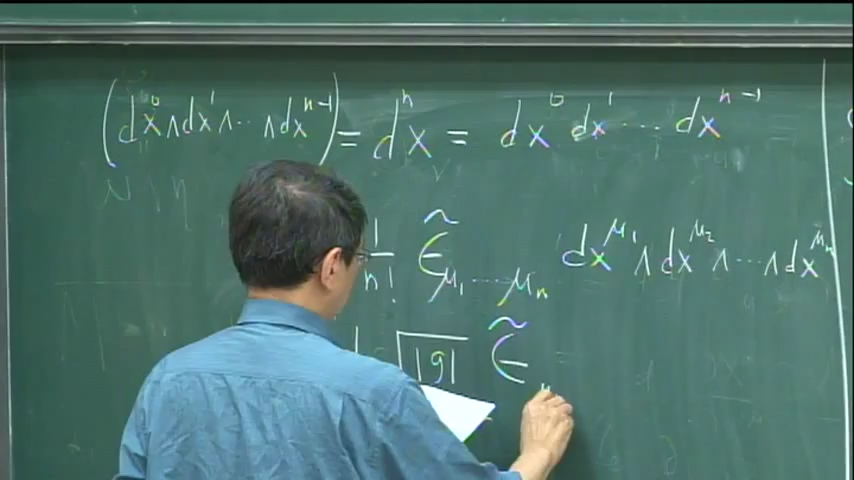 (dx⁰∧dx¹∧⋯∧dxⁿ⁻¹) = dⁿx = dx⁰ dx¹ ⋯ dxⁿ⁻¹
1/n! ε̃_{μ₁⋯μₙ} dx^{μ₁}∧dx^{μ₂}∧⋯∧dx^{μₙ}
√|g| ε̃